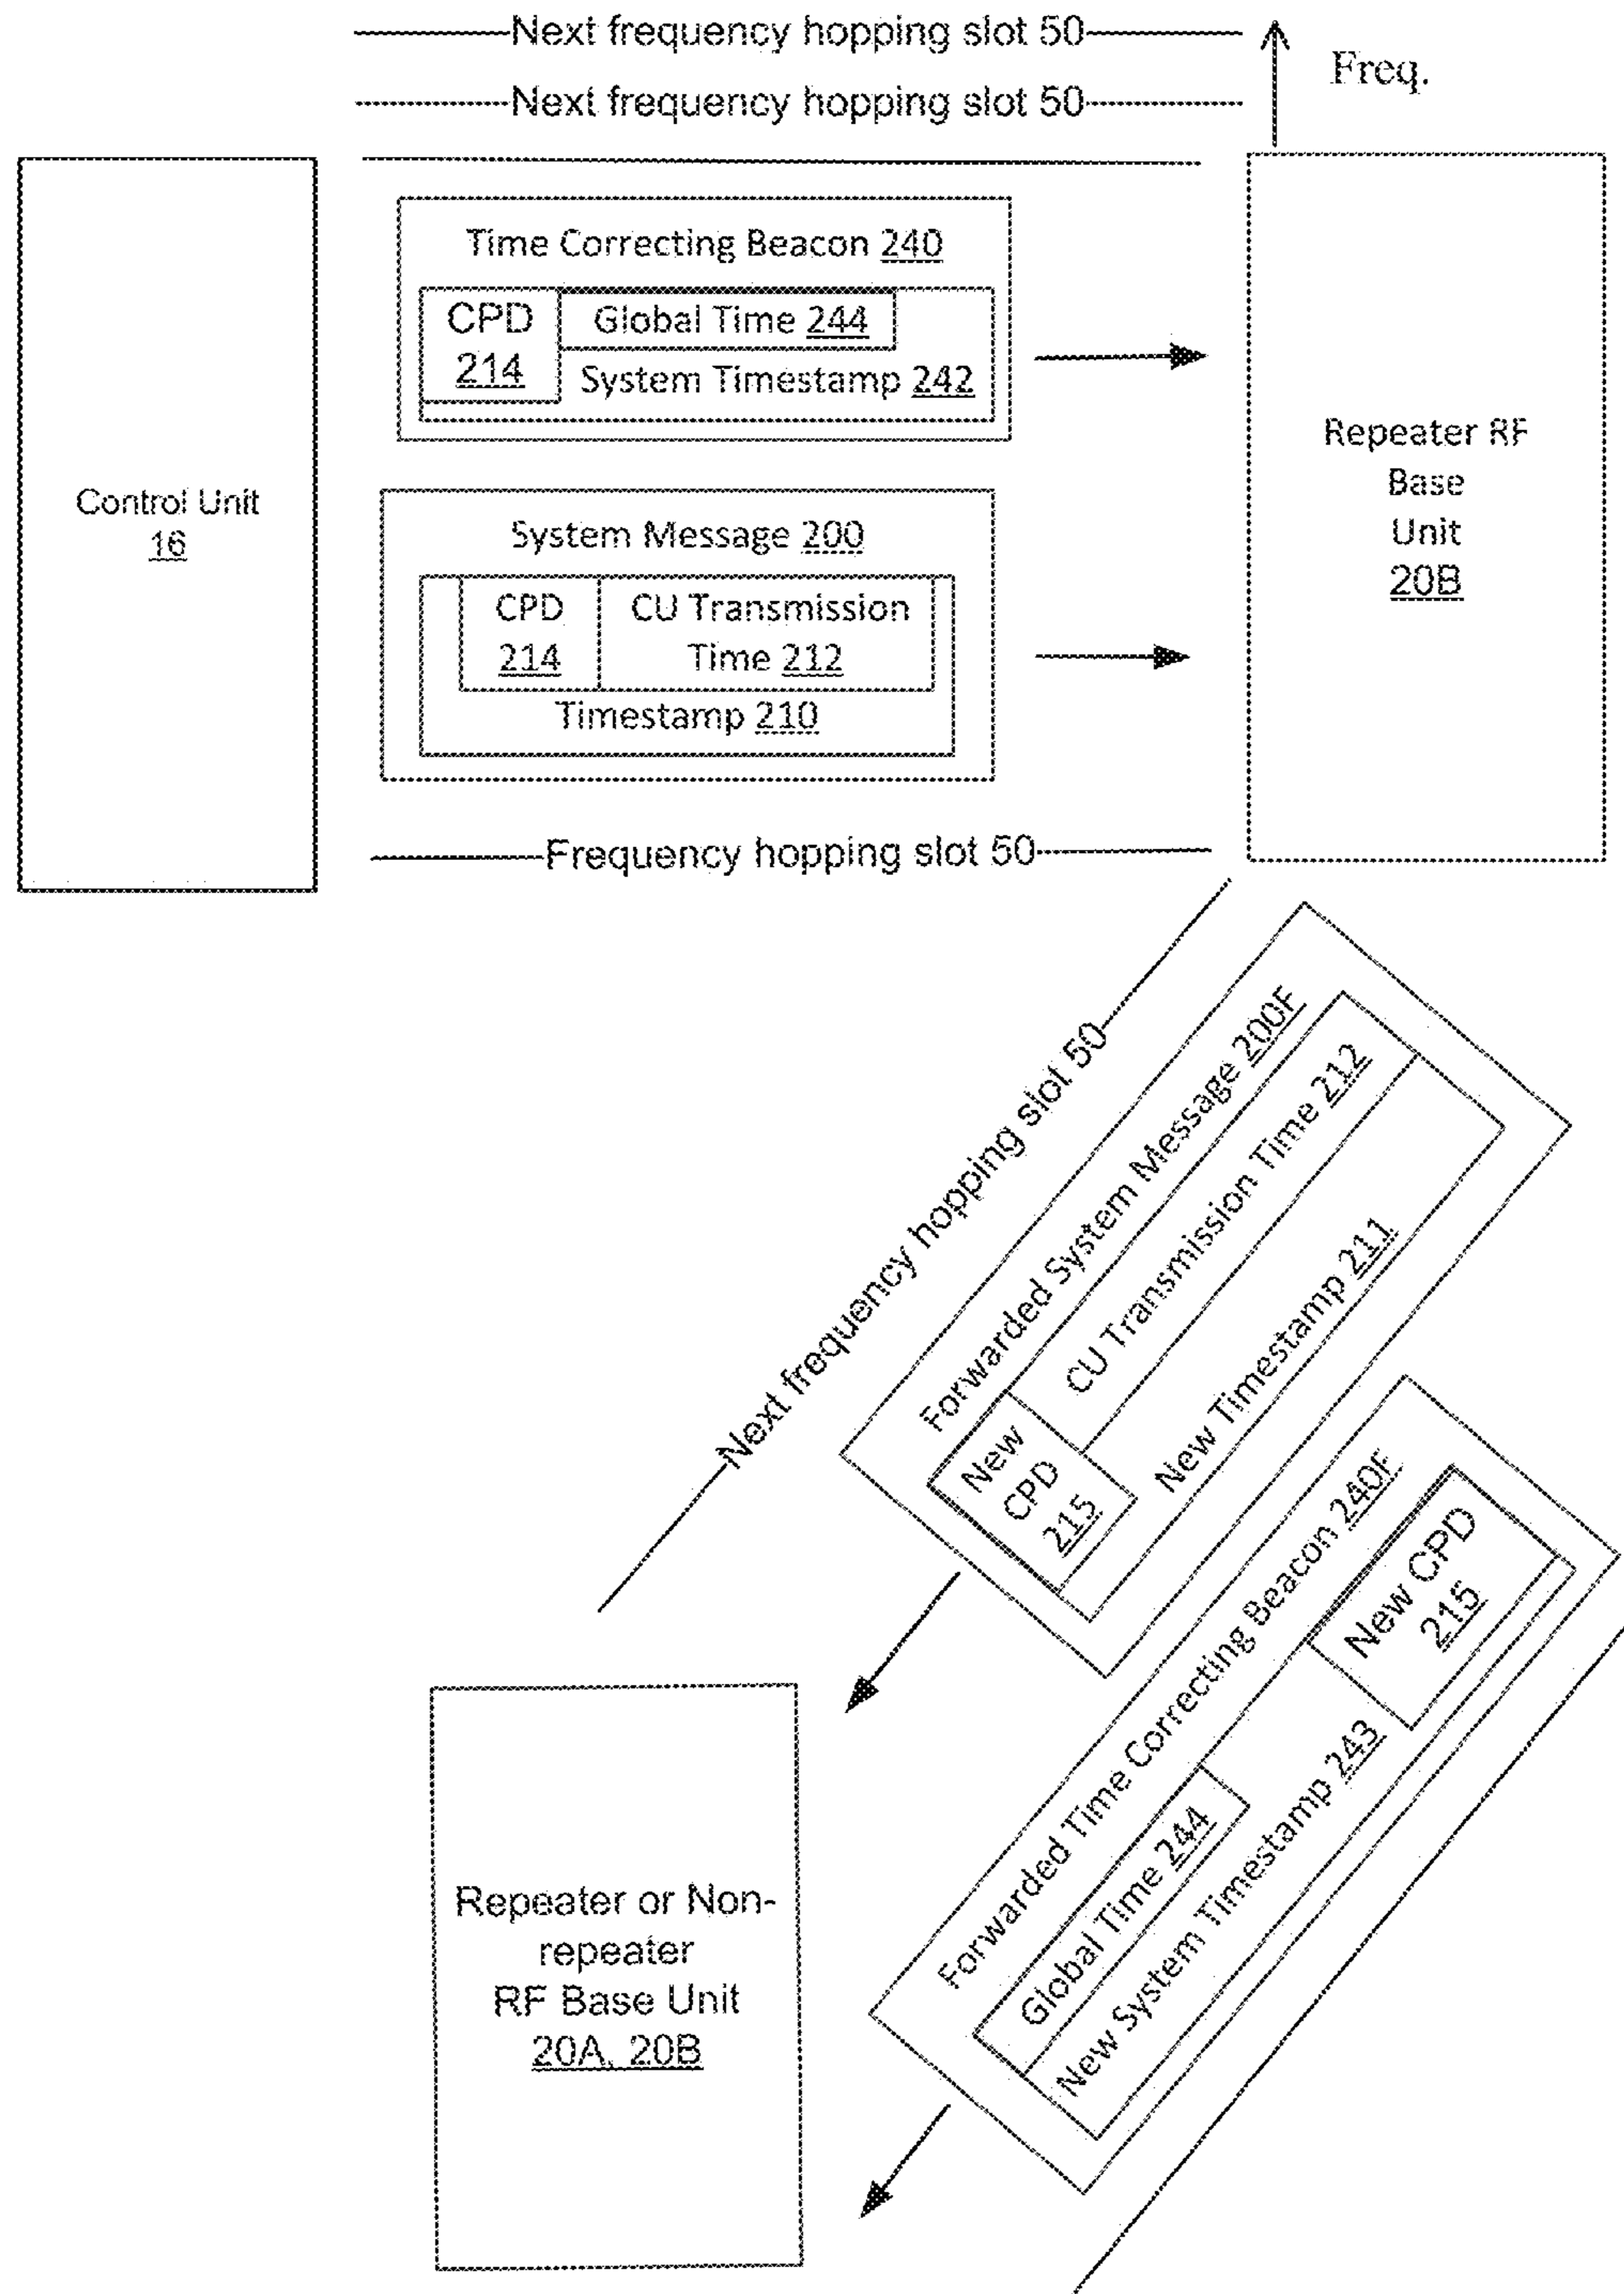 Next frequency hopping slot 50
Freq.
Next frequency hopping slot 50
Time Correcting Beacon 240
CPD
214
Global Time 244
System Timestamp 242
Control Unit
16
System Message 200
CPD
214
CU Transmission
Time 212
Timestamp 210
Repeater RF
Base
Unit
20B
Frequency hopping slot 50
Next frequency hopping slot 50
Forwarded System Message 200F
CU Transmission Time 212
New
CPD
215
New Timestamp 211
Forwarded Time Correcting Beacon 240F
New CPD
215
Global Time 244
New System Timestamp 243
Repeater or Non-
repeater
RF Base Unit
20A, 20B